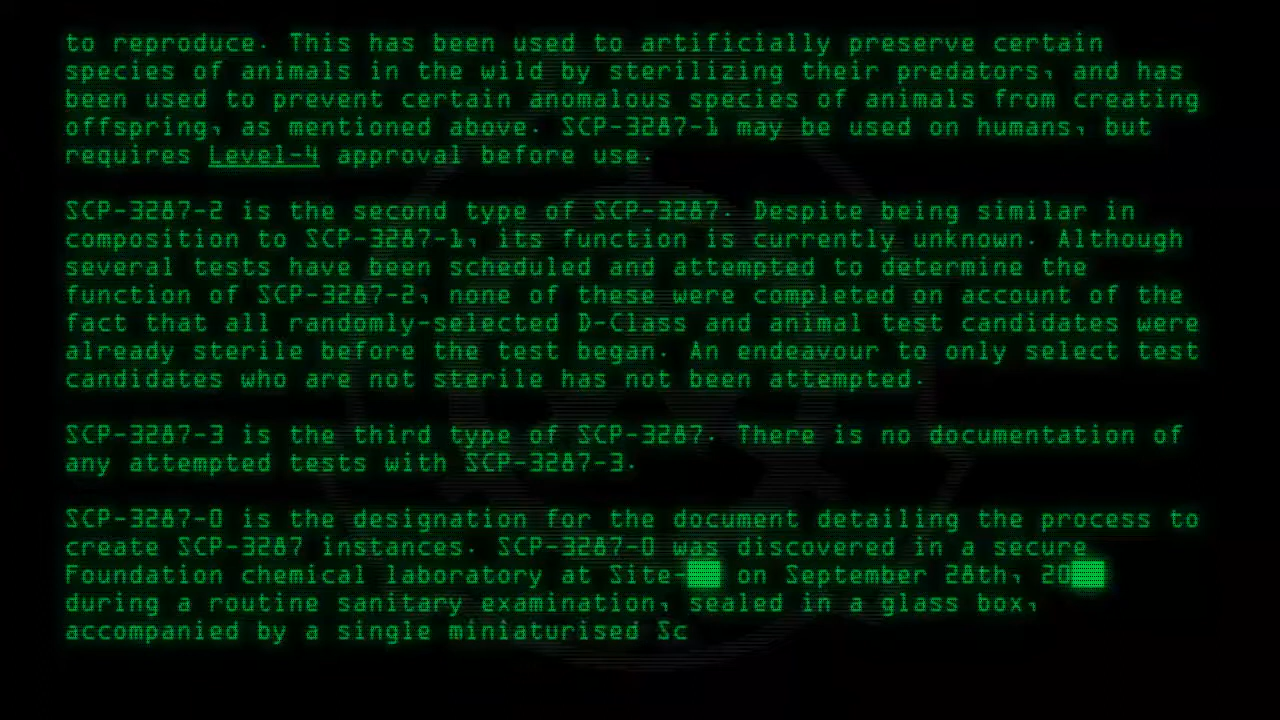 to reproduce. This has been used to artificially preserve certain
species of animals in the wild by sterilizing their predators, and has
been used to prevent certain anomalous species of animals from creating
offspring, as mentioned above. SCP-3287-1 may be used on humans, but
requires Level-4 approval before use.
SCP-3287-2 is the second type of SCP-3287. Despite being similar in
composition to SCP-3287-1, its function is currently unknown. Although
several tests have been scheduled and attempted to determine the
function of SCP-3287-2, none of these were completed on account of the
fact that all randomly-selected D-Class and animal test candidates were
already sterile before the test began. An endeavour to only select test
candidates who are not sterile has not been attempted.
SCP-3287-3 is the third type of SCP-3287. There is no documentation of
any attempted tests with SCP-3287-3.
SCP-3287-0 is the designation for the document detailing the process to
create SCP-3287 instances. SCP-3287-0 was discovered in a secure
Foundation chemical laboratory at Site-██ on September 28th, 20██
during a routine sanitary examination, sealed in a glass box,
accompanied by a single miniaturised Sc